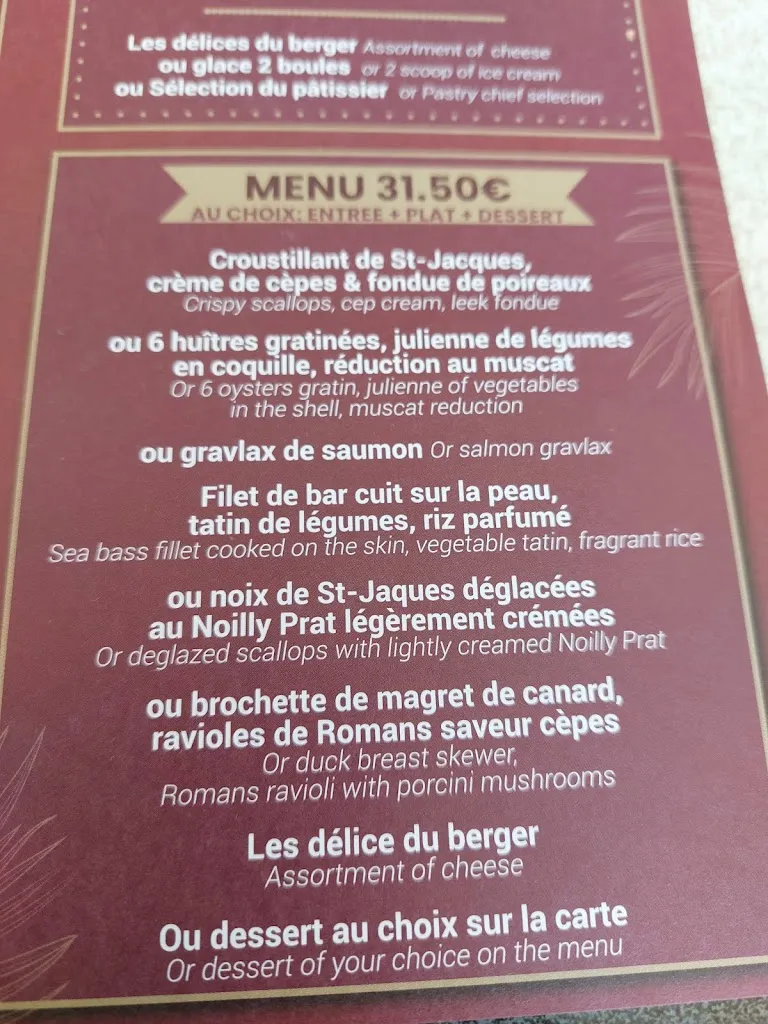 Les délices du berger Assortment of cheese
ou glace 2 boules or 2 scoop of ice cream
ou Sélection du pâtissier or Pastry chief selection
MENU 31.50€
AU CHOIX: ENTREE + PLAT + DESSERT
Croustillant de St-Jacques,
crème de cèpes & fondue de poireaux
Crispy scallops, cep cream, leek fondue
ou 6 huîtres gratinées, julienne de légumes
en coquille, réduction au muscat
Or 6 oysters gratin, julienne of vegetables
in the shell, muscat reduction
ou gravlax de saumon Or salmon gravlax
Filet de bar cuit sur la peau,
tatin de légumes, riz parfumé
Sea bass fillet cooked on the skin, vegetable tatin, fragrant rice
ou noix de St-Jaques déglacées
au Noilly Prat légèrement crémées
Or deglazed scallops with lightly creamed Noilly Prat
ou brochette de magret de canard,
ravioles de Romans saveur cèpes
Or duck breast skewer,
Romans ravioli with porcini mushrooms
Les délice du berger
Assortment of cheese
Ou dessert au choix sur la carte
Or dessert of your choice on the menu